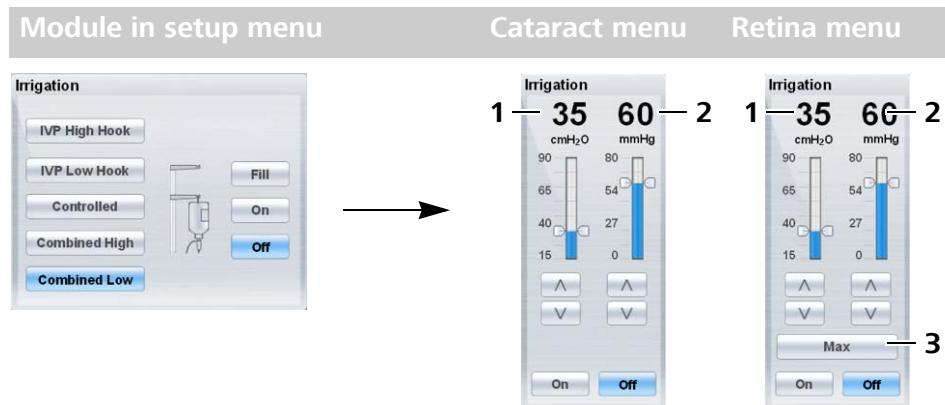 Module in setup menu
Cataract menu
Retina menu
Irrigation
IVP High Hook
IVP Low Hook
Controlled
Combined High
Combined Low
Fill
On
Off
Irrigation
1 35 60 2
cmH₂O mmHg
90 80
65 54
40 27
15 0
On Off
Irrigation
1 35 60 2
cmH₂O mmHg
90 80
65 54
40 27
15 0
Max 3
On Off